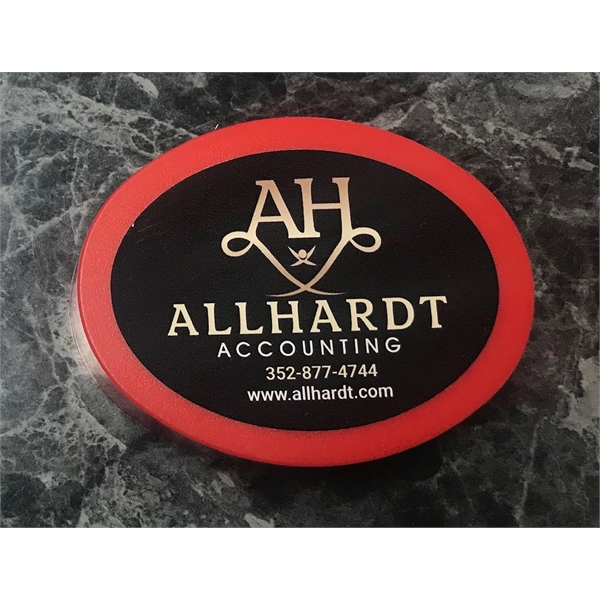 AH
ALLHARDT
ACCOUNTING
352-877-4744
www.allhardt.com